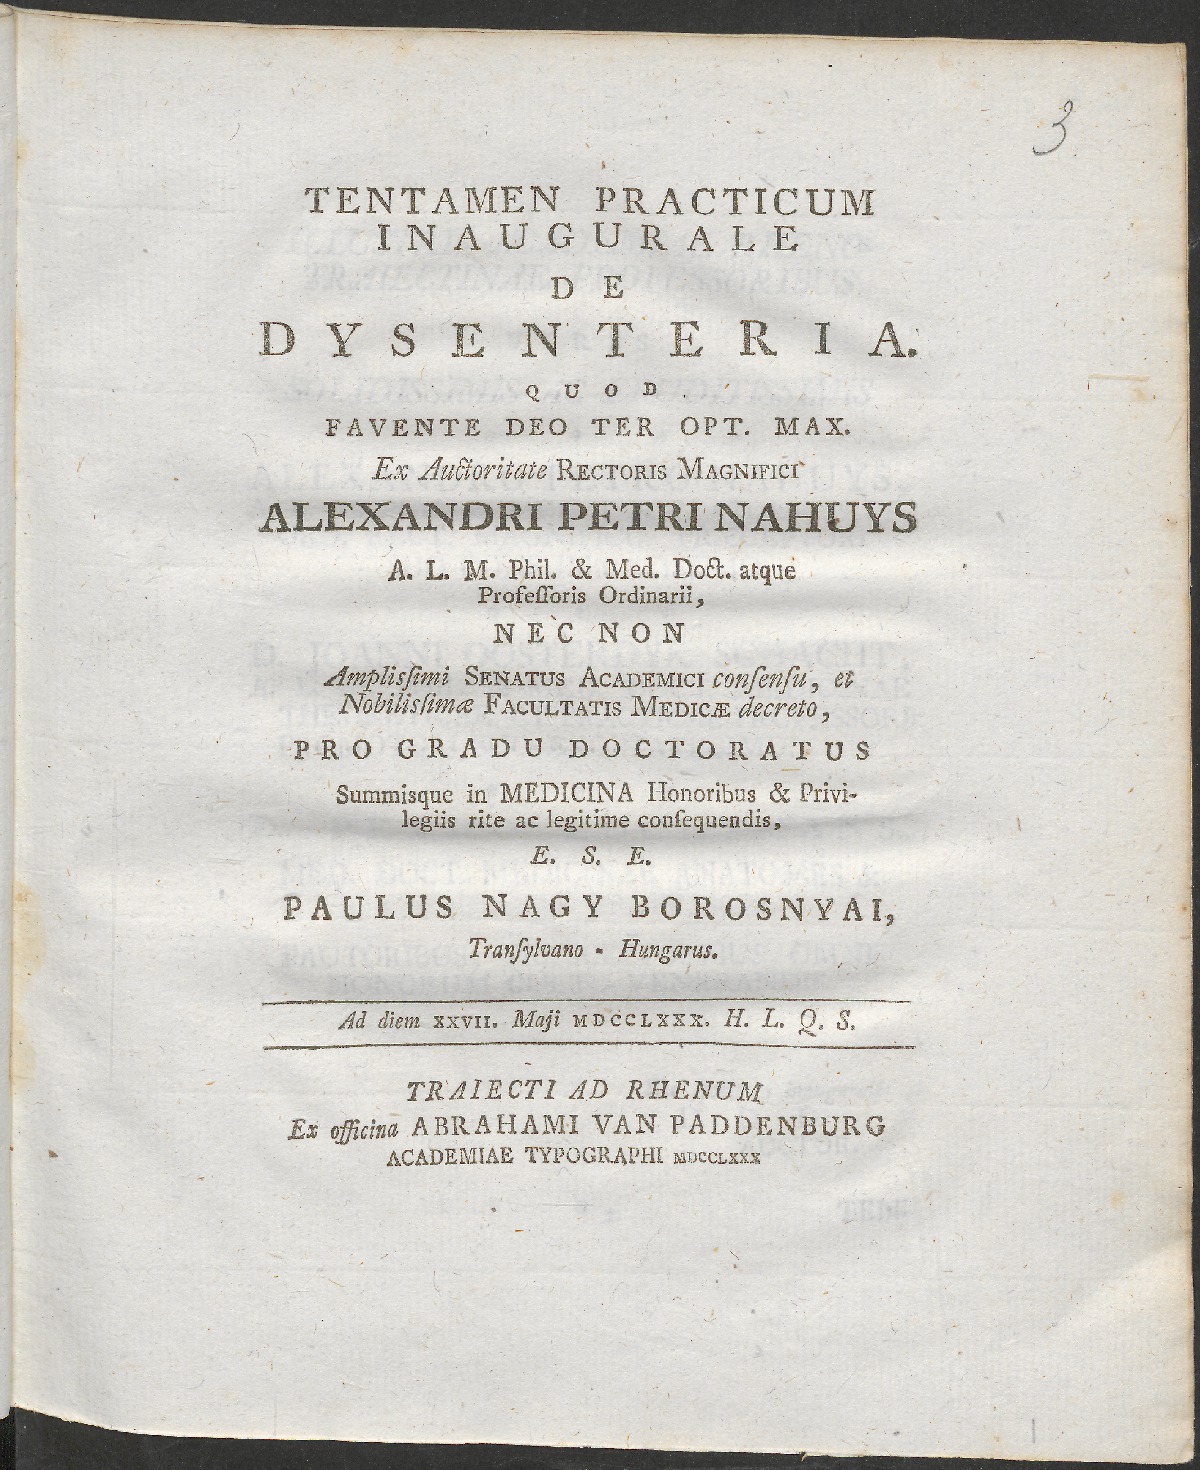 3
TENTAMEN PRACTICUM
INAUGURALE
DE
DYSENTERIA.
QUOD
FAVENTE DEO TER OPT. MAX.
Ex Auctoritate RECTORIS MAGNIFICI
ALEXANDRI PETRI NAHUYS
A. L. M. Phil. & Med. Doct. atque
Profeſſoris Ordinarii,
NEC NON
Ampliſſimi SENATUS ACADEMICI conſenſu, et
Nobiliſſimæ FACULTATIS MEDICÆ decreto,
PRO GRADU DOCTORATUS
Summisque in MEDICINA Honoribus & Privi-
legiis rite ac legitime conſequendis,
E. S. E.
PAULUS NAGY BOROSNYAI,
Tranſylvano - Hungarus.
Ad diem XXVII. Maji MDCCLXXX. H. L. Q. S.
TRAIECTI AD RHENUM
Ex officina ABRAHAMI VAN PADDENBURG
ACADEMIAE TYPOGRAPHI MDCCLXXX